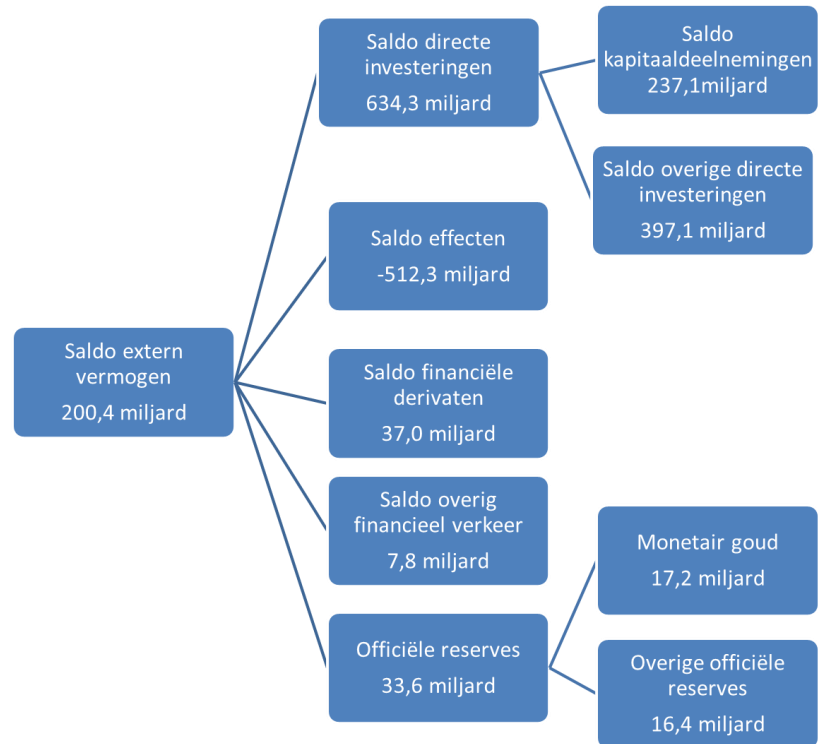 Saldo extern
vermogen
200,4 miljard
Saldo directe
investeringen
634,3 miljard
Saldo
kapitaaldeelnemingen
237,1miljard
Saldo overige directe
investeringen
397,1 miljard
Saldo effecten
-512,3 miljard
Saldo financiële
derivaten
37,0 miljard
Saldo overig
financieel verkeer
7,8 miljard
Officiële reserves
33,6 miljard
Monetair goud
17,2 miljard
Overige officiële
reserves
16,4 miljard